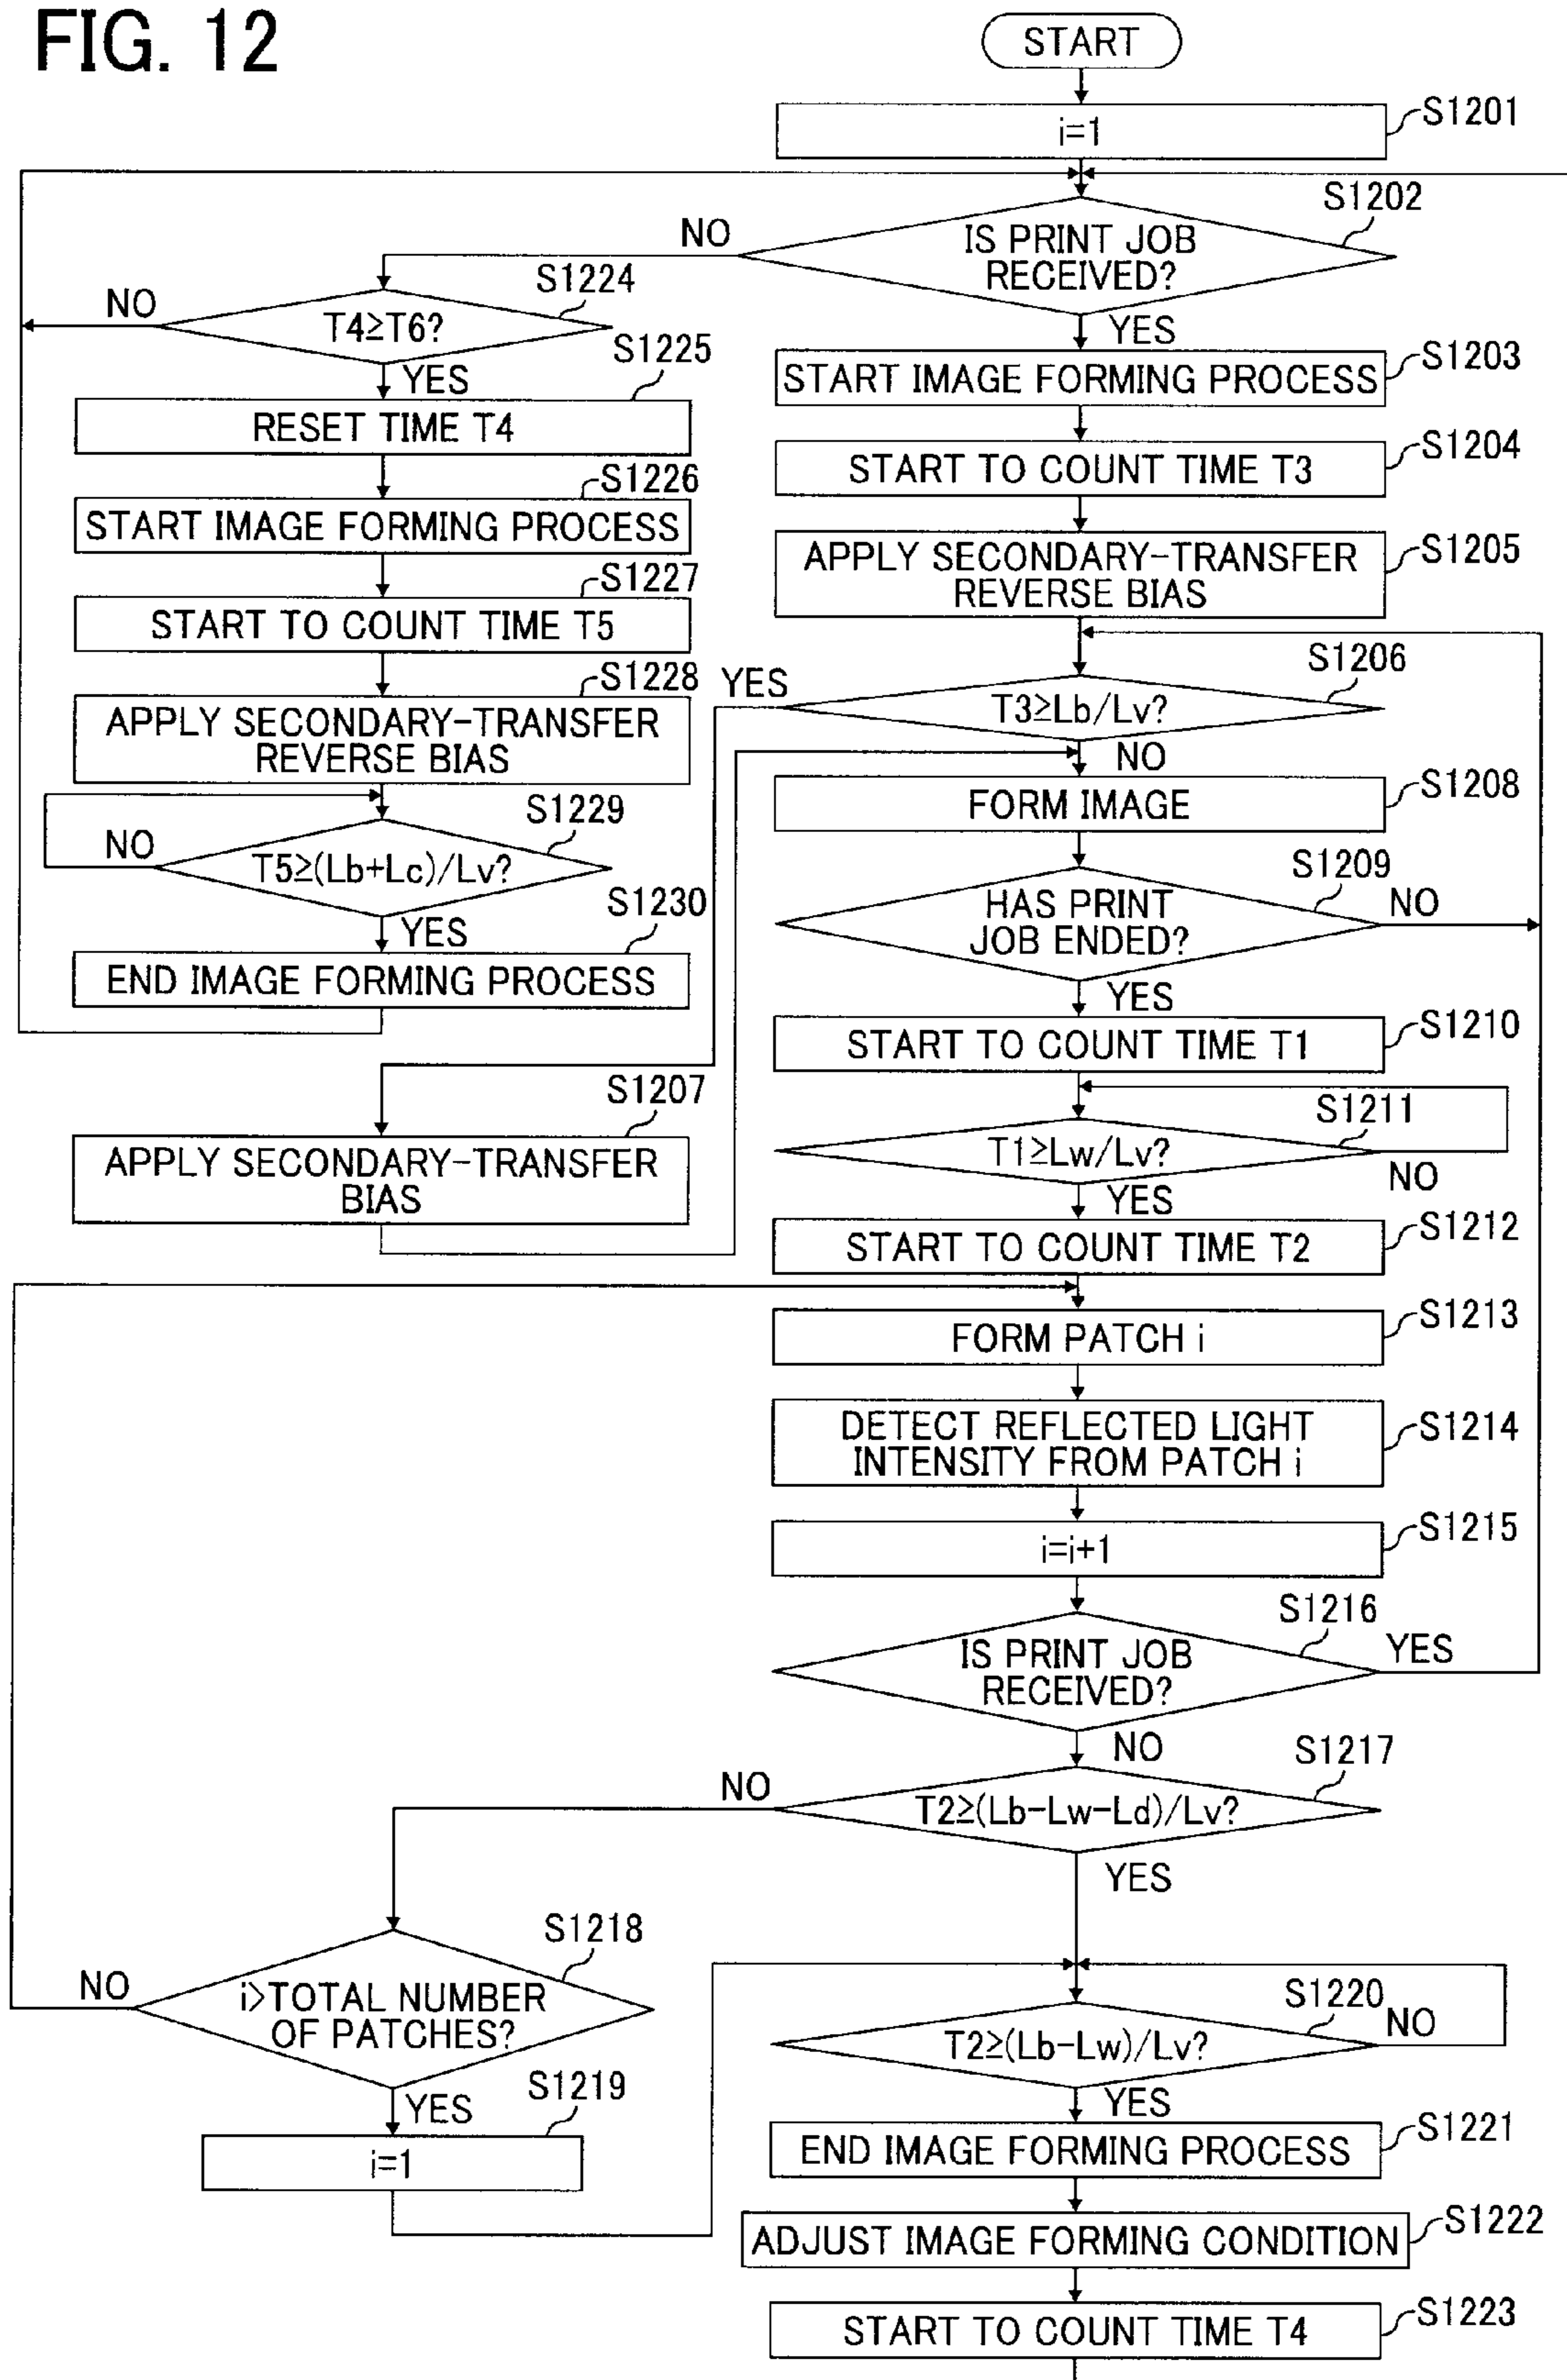 FIG. 12
START
i=1
S1201
IS PRINT JOB
RECEIVED?
S1202
NO
YES
T4≥T6?
S1224
NO
YES
RESET TIME T4
S1225
START IMAGE FORMING PROCESS
S1226
START TO COUNT TIME T5
S1227
APPLY SECONDARY-TRANSFER
REVERSE BIAS
S1228
T5≥(Lb+Lc)/Lv?
S1229
NO
YES
END IMAGE FORMING PROCESS
S1230
START IMAGE FORMING PROCESS
S1203
START TO COUNT TIME T3
S1204
APPLY SECONDARY-TRANSFER
REVERSE BIAS
S1205
T3≥Lb/Lv?
S1206
YES
NO
APPLY SECONDARY-TRANSFER
BIAS
S1207
FORM IMAGE
S1208
HAS PRINT
JOB ENDED?
S1209
NO
YES
START TO COUNT TIME T1
S1210
T1≥Lw/Lv?
S1211
NO
YES
START TO COUNT TIME T2
S1212
FORM PATCH i
S1213
DETECT REFLECTED LIGHT
INTENSITY FROM PATCH i
S1214
i=i+1
S1215
IS PRINT JOB
RECEIVED?
S1216
YES
NO
T2≥(Lb-Lw-Ld)/Lv?
S1217
NO
YES
i>TOTAL NUMBER
OF PATCHES?
S1218
NO
YES
i=1
S1219
T2≥(Lb-Lw)/Lv?
S1220
NO
YES
END IMAGE FORMING PROCESS
S1221
ADJUST IMAGE FORMING CONDITION
S1222
START TO COUNT TIME T4
S1223